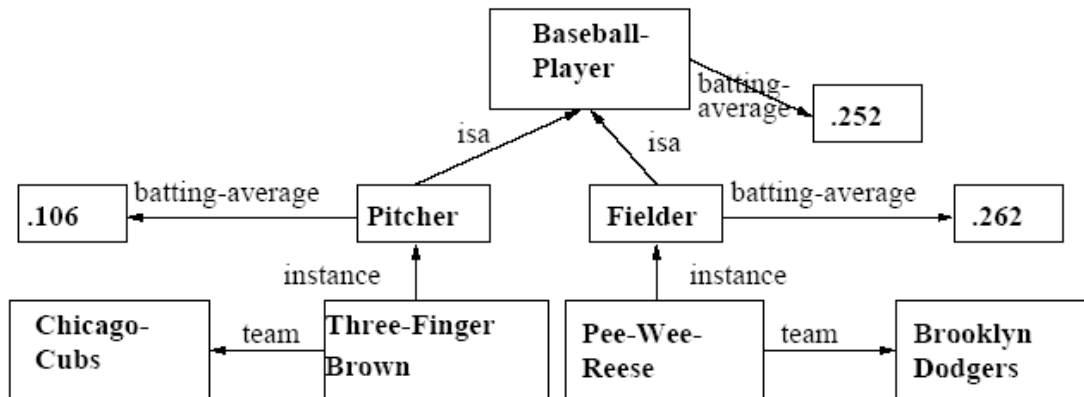 Baseball-
Player
batting-
average
.252
isa
isa
.106
batting-average
Pitcher
Fielder
batting-average
.262
instance
instance
Chicago-
Cubs
team
Three-Finger
Brown
Pee-Wee-
Reese
team
Brooklyn
Dodgers